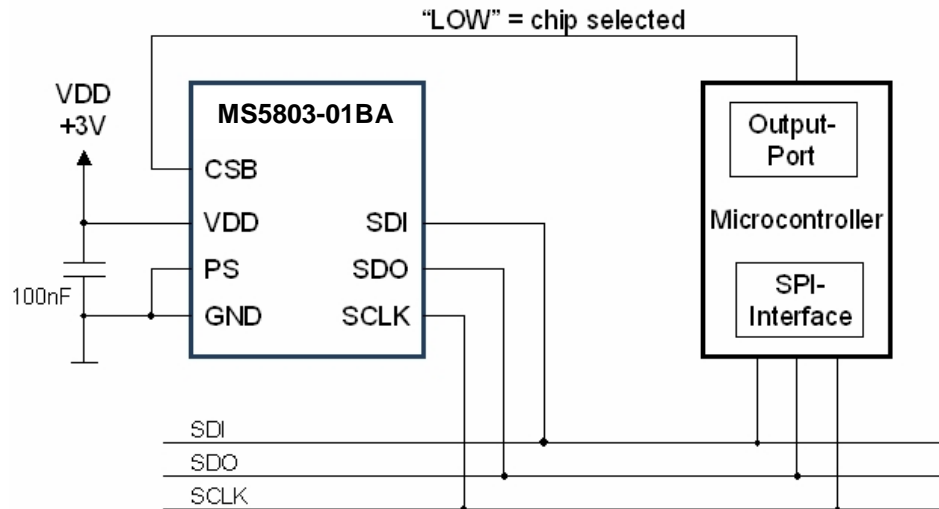 “LOW” = chip selected
VDD
+3V
MS5803-01BA
CSB
VDD
PS
GND
SDI
SDO
SCLK
100nF
Output-
Port
Microcontroller
SPI-
Interface
SDI
SDO
SCLK